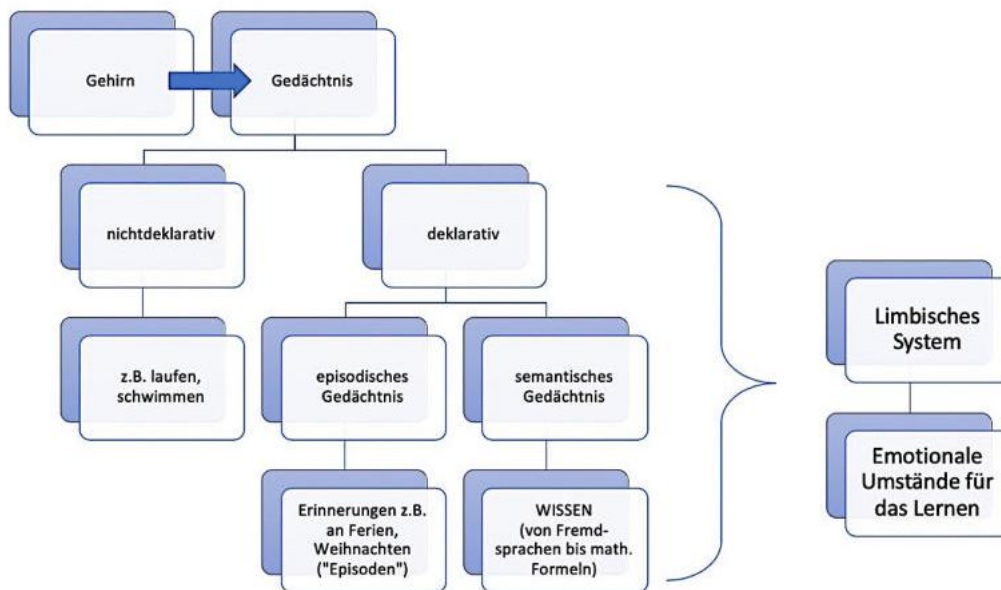 Gehirn
Gedächtnis
nichtdeklarativ
deklarativ
z.B. laufen,
schwimmen
episodisches
Gedächtnis
semantisches
Gedächtnis
Erinnerungen z.B.
an Ferien,
Weihnachten
("Episoden")
WISSEN
(von Fremd-
sprachen bis math.
Formeln)
Limbisches
System
Emotionale
Umstände für
das Lernen